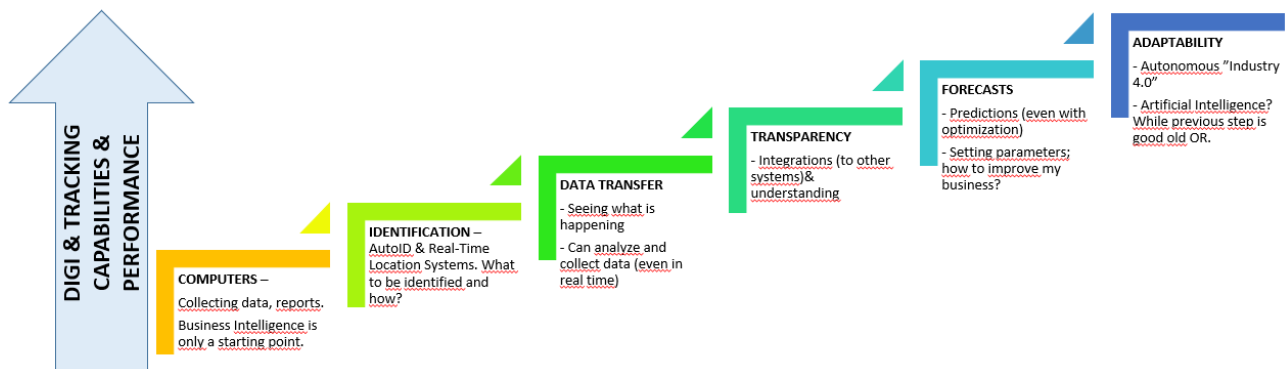 DIGI & TRACKING
CAPABILITIES &
PERFORMANCE
COMPUTERS –
Collecting data, reports.
Business Intelligence is
only a starting point.
IDENTIFICATION –
AutoID & Real-Time
Location Systems. What
to be identified and
how?
DATA TRANSFER
- Seeing what is
happening
- Can analyze and
collect data (even in
real time)
TRANSPARENCY
- Integrations (to other
systems)&
understanding
FORECASTS
- Predictions (even with
optimization)
- Setting parameters;
how to improve my
business?
ADAPTABILITY
- Autonomous ”Industry
4.0”
- Artificial Intelligence?
While previous step is
good old OR.